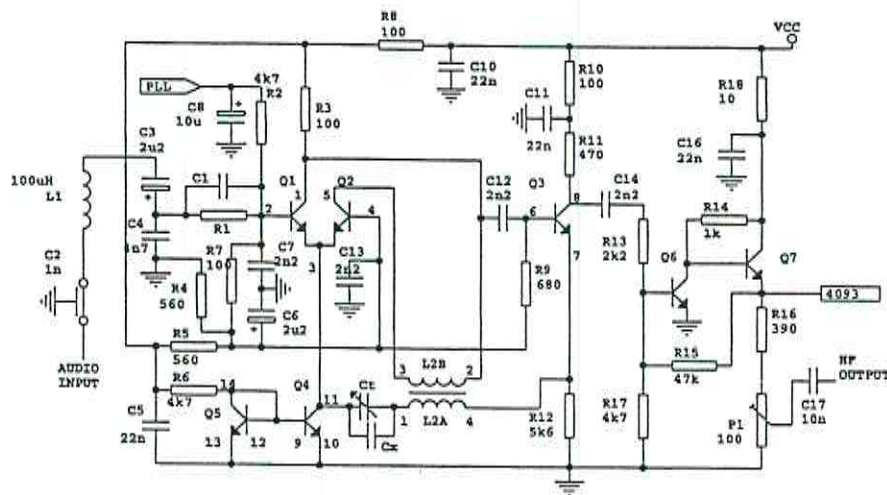 R8
100
VCC
C10
22n
R10
100
R18
10
PLL
4k7
R2
C8
10u
+
R3
100
C11
22n
R11
470
C16
22n
C3
2u2
+
100uH
L1
C1
Q1
1
2
R1
Q2
5
4
3
C12
2n2
Q3
6
8
7
C14
2n2
R14
1k
C4
4n7
C2
1n
R7
100
C7
2n2
C13
2n2
R13
2k2
Q6
Q7
R4
560
C6
2u2
+
R9
680
4093
R16
390
R5
560
AUDIO
INPUT
3
L2B
2
R15
47k
HF
OUTPUT
R6
4k7
14
Q4
11
Ct
1
L2A
4
C5
22n
Q5
13
12
9
10
Cx
R12
5k6
R17
4k7
P1
100
C17
10n